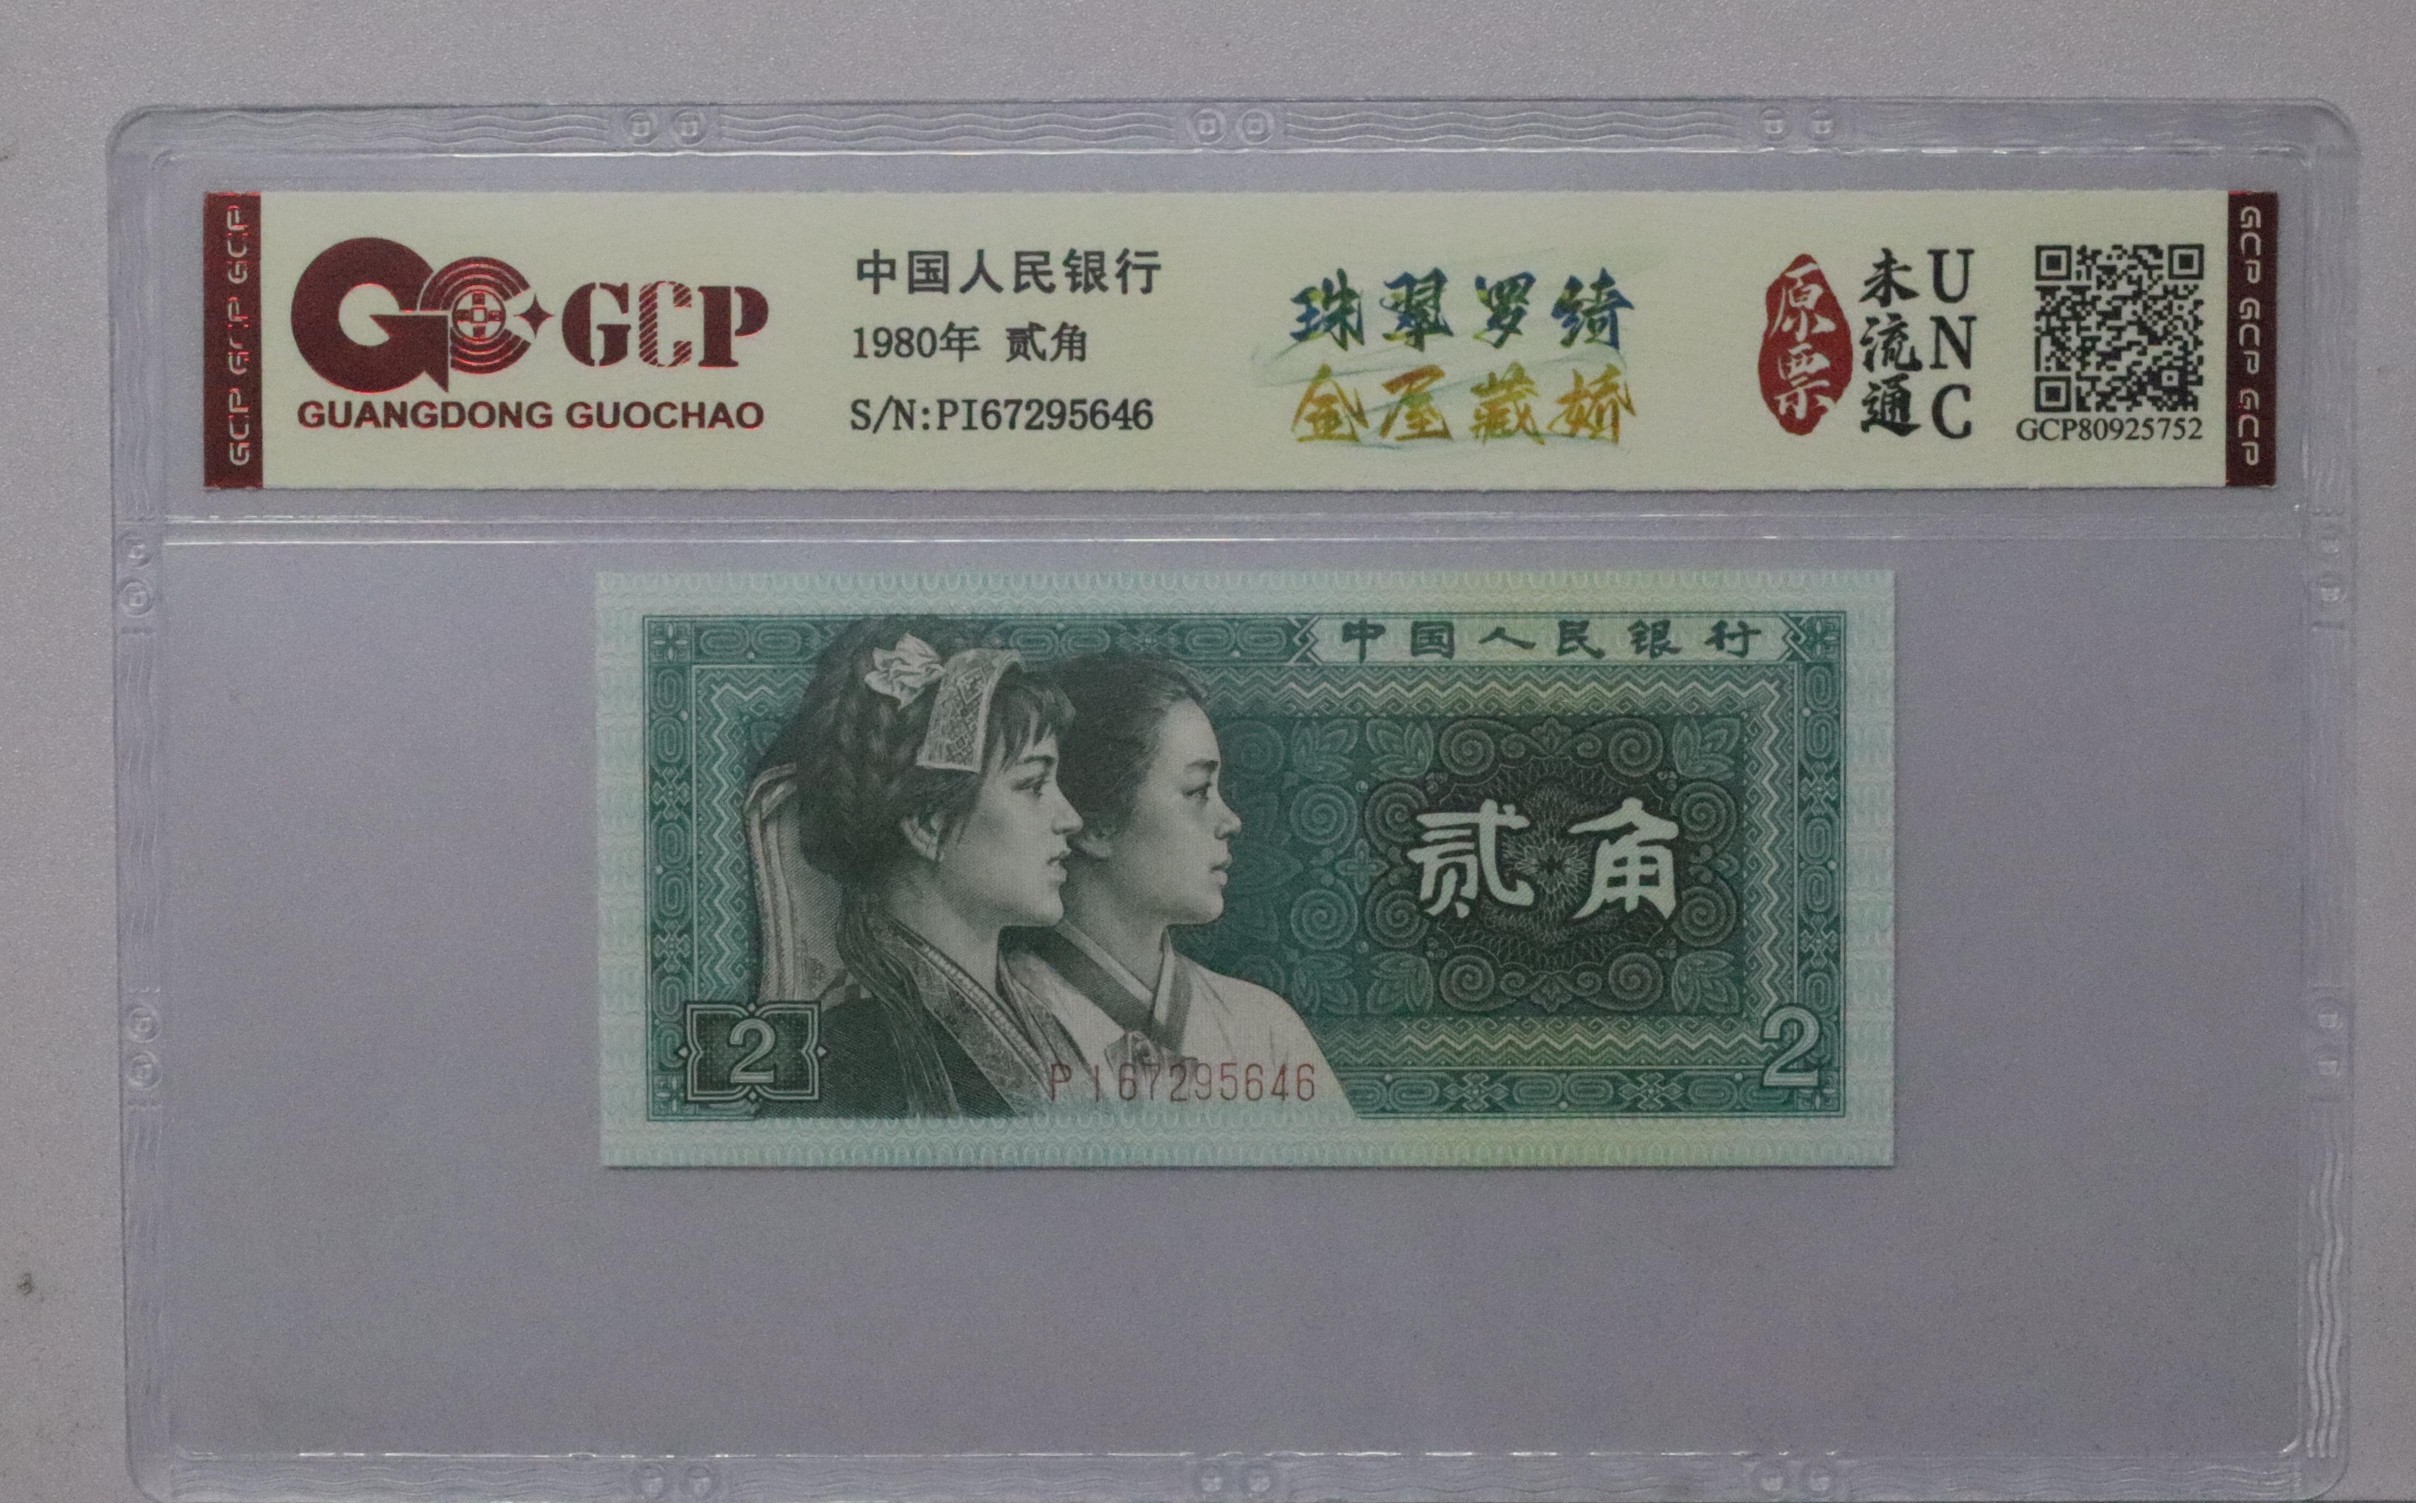 GCP GCP GCP
GCP
GUANGDONG GUOCHAO
中国人民银行
1980年 贰角
S/N:PI67295646
珠翠罗绮
金屋藏娇
原票
未流通
UNC
GCP80925752
GCP GCP GCP
中国人民银行
贰角
2
PI67295646
2